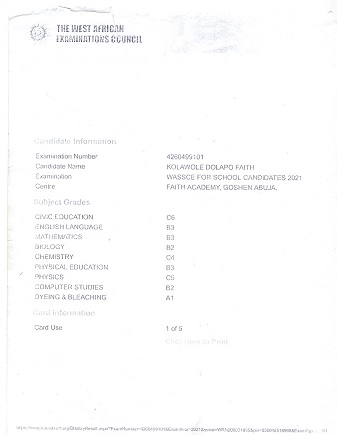 THE WEST AFRICAN
EXAMINATIONS COUNCIL
Candidate Information
Examination Number 4260499101
Candidate Name KOLAWOLE DOLAPO FAITH
Examination WASSCE FOR SCHOOL CANDIDATES 2021
Centre FAITH ACADEMY, GOSHEN ABUJA.
Subject Grades
CIVIC EDUCATION C6
ENGLISH LANGUAGE B3
MATHEMATICS B3
BIOLOGY B2
CHEMISTRY C4
PHYSICAL EDUCATION B3
PHYSICS C5
COMPUTER STUDIES B2
DYEING & BLEACHING A1
Card Information
Card Use 1 of 5
Click Here to Print